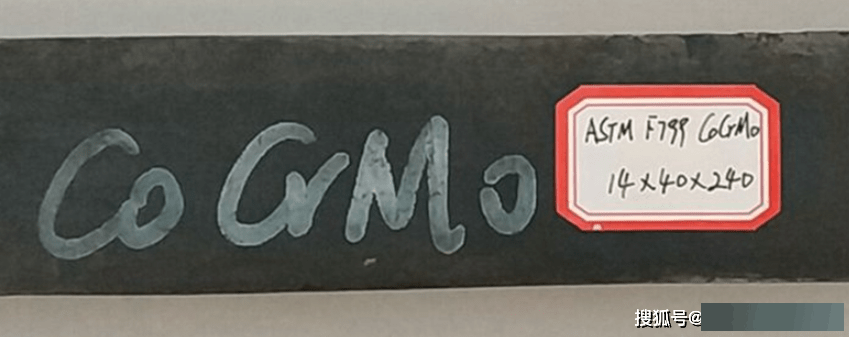 CoCrMo
ASTM F799 CoCrMo
14x40x240
搜狐号@